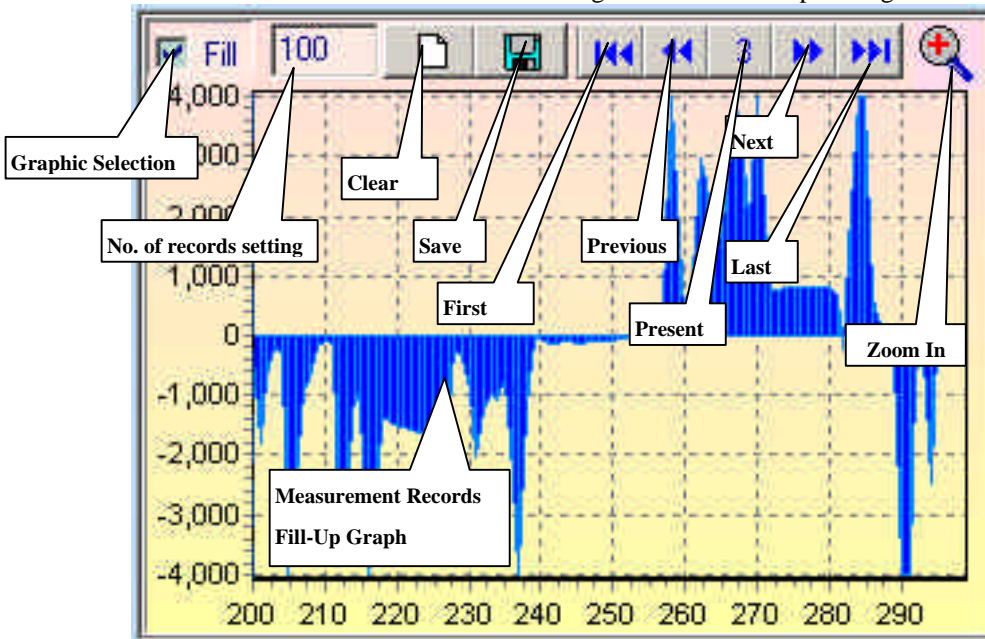 Fill
100
3
4,000
Graphic Selection
Next
Clear
No. of records setting
Save
Previous
Last
1,000
First
Present
0
Zoom In
-1,000
-2,000
Measurement Records
-3,000
Fill-Up Graph
-4,000
200 210 220 230 240 250 260 270 280 290